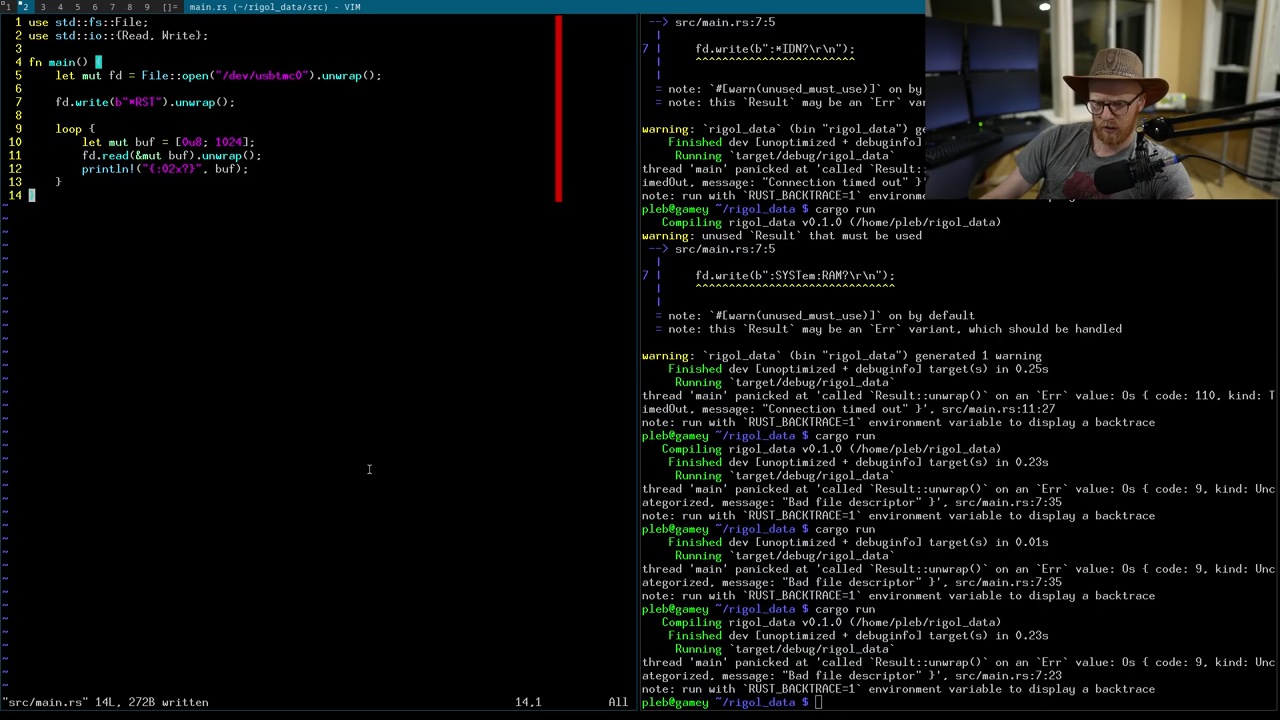 1 2 3 4 5 6 7 8 9 []= main.rs (~/rigol_data/src) - VIM
1 use std::fs::File;
2 use std::io::{Read, Write};
3
4 fn main() {
5     let mut fd = File::open("/dev/usbtmc0").unwrap();
6
7     fd.write(b"*RST").unwrap();
8
9     loop {
10         let mut buf = [0u8; 1024];
11         fd.read(&mut buf).unwrap();
12         println!("{:02x?}", buf);
13     }
14 }
"src/main.rs" 14L, 272B written 14,1 All
--> src/main.rs:7:5
|
7 |     fd.write(b":*IDN?\r\n");
|     ^^^^^^^^^^^^^^^^^^^^^^^^
|
= note: `#[warn(unused_must_use)]` on by
= note: this `Result` may be an `Err` var
warning: `rigol_data` (bin "rigol_data") gene
Finished dev [unoptimized + debuginfo]
Running `target/debug/rigol_data`
thread 'main' panicked at 'called `Result::
imedOut, message: "Connection timed out" }'
note: run with `RUST_BACKTRACE=1` environment
pleb@gamey ~/rigol_data $ cargo run
Compiling rigol_data v0.1.0 (/home/pleb/rigol_data)
warning: unused `Result` that must be used
--> src/main.rs:7:5
|
7 |     fd.write(b":SYSTem:RAM?\r\n");
|     ^^^^^^^^^^^^^^^^^^^^^^^^^^^^^^
|
= note: `#[warn(unused_must_use)]` on by default
= note: this `Result` may be an `Err` variant, which should be handled
warning: `rigol_data` (bin "rigol_data") generated 1 warning
Finished dev [unoptimized + debuginfo] target(s) in 0.25s
Running `target/debug/rigol_data`
thread 'main' panicked at 'called `Result::unwrap()` on an `Err` value: Os { code: 110, kind: T
imedOut, message: "Connection timed out" }', src/main.rs:11:27
note: run with `RUST_BACKTRACE=1` environment variable to display a backtrace
pleb@gamey ~/rigol_data $ cargo run
Compiling rigol_data v0.1.0 (/home/pleb/rigol_data)
Finished dev [unoptimized + debuginfo] target(s) in 0.23s
Running `target/debug/rigol_data`
thread 'main' panicked at 'called `Result::unwrap()` on an `Err` value: Os { code: 9, kind: Unc
ategorized, message: "Bad file descriptor" }', src/main.rs:7:35
note: run with `RUST_BACKTRACE=1` environment variable to display a backtrace
pleb@gamey ~/rigol_data $ cargo run
Finished dev [unoptimized + debuginfo] target(s) in 0.01s
Running `target/debug/rigol_data`
thread 'main' panicked at 'called `Result::unwrap()` on an `Err` value: Os { code: 9, kind: Unc
ategorized, message: "Bad file descriptor" }', src/main.rs:7:35
note: run with `RUST_BACKTRACE=1` environment variable to display a backtrace
pleb@gamey ~/rigol_data $ cargo run
Compiling rigol_data v0.1.0 (/home/pleb/rigol_data)
Finished dev [unoptimized + debuginfo] target(s) in 0.23s
Running `target/debug/rigol_data`
thread 'main' panicked at 'called `Result::unwrap()` on an `Err` value: Os { code: 9, kind: Unc
ategorized, message: "Bad file descriptor" }', src/main.rs:7:23
note: run with `RUST_BACKTRACE=1` environment variable to display a backtrace
pleb@gamey ~/rigol_data $